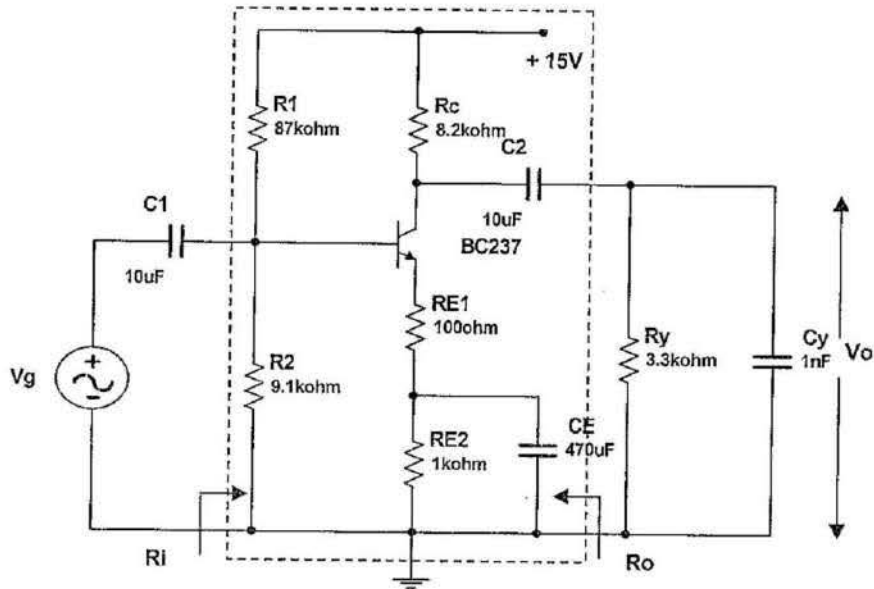 + 15V
R1
87kohm
Rc
8.2kohm
C2
10uF
BC237
C1
10uF
RE1
100ohm
Vg
R2
9.1kohm
RE2
1kohm
CE
470uF
Ry
3.3kohm
Cy
1nF
Vo
Ri
Ro